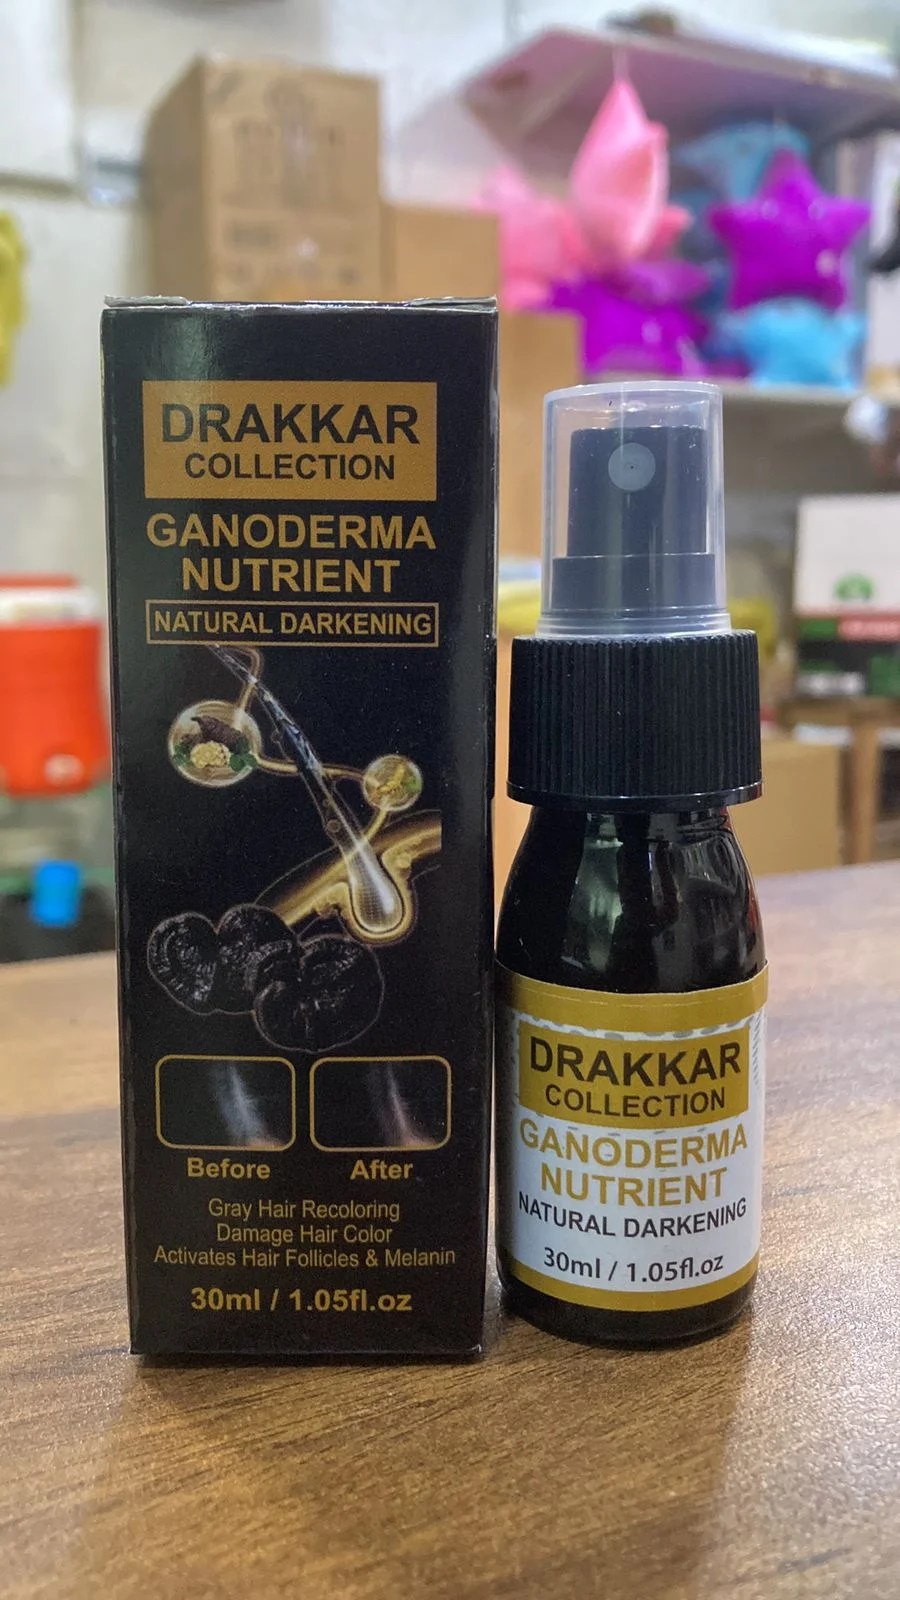 DRAKKAR
COLLECTION
GANODERMA
NUTRIENT
NATURAL DARKENING
Before
After
Gray Hair Recoloring
Damage Hair Color
Activates Hair Follicles & Melanin
30ml / 1.05fl.oz
DRAKKAR
COLLECTION
GANODERMA
NUTRIENT
NATURAL DARKENING
30ml / 1.05fl.oz